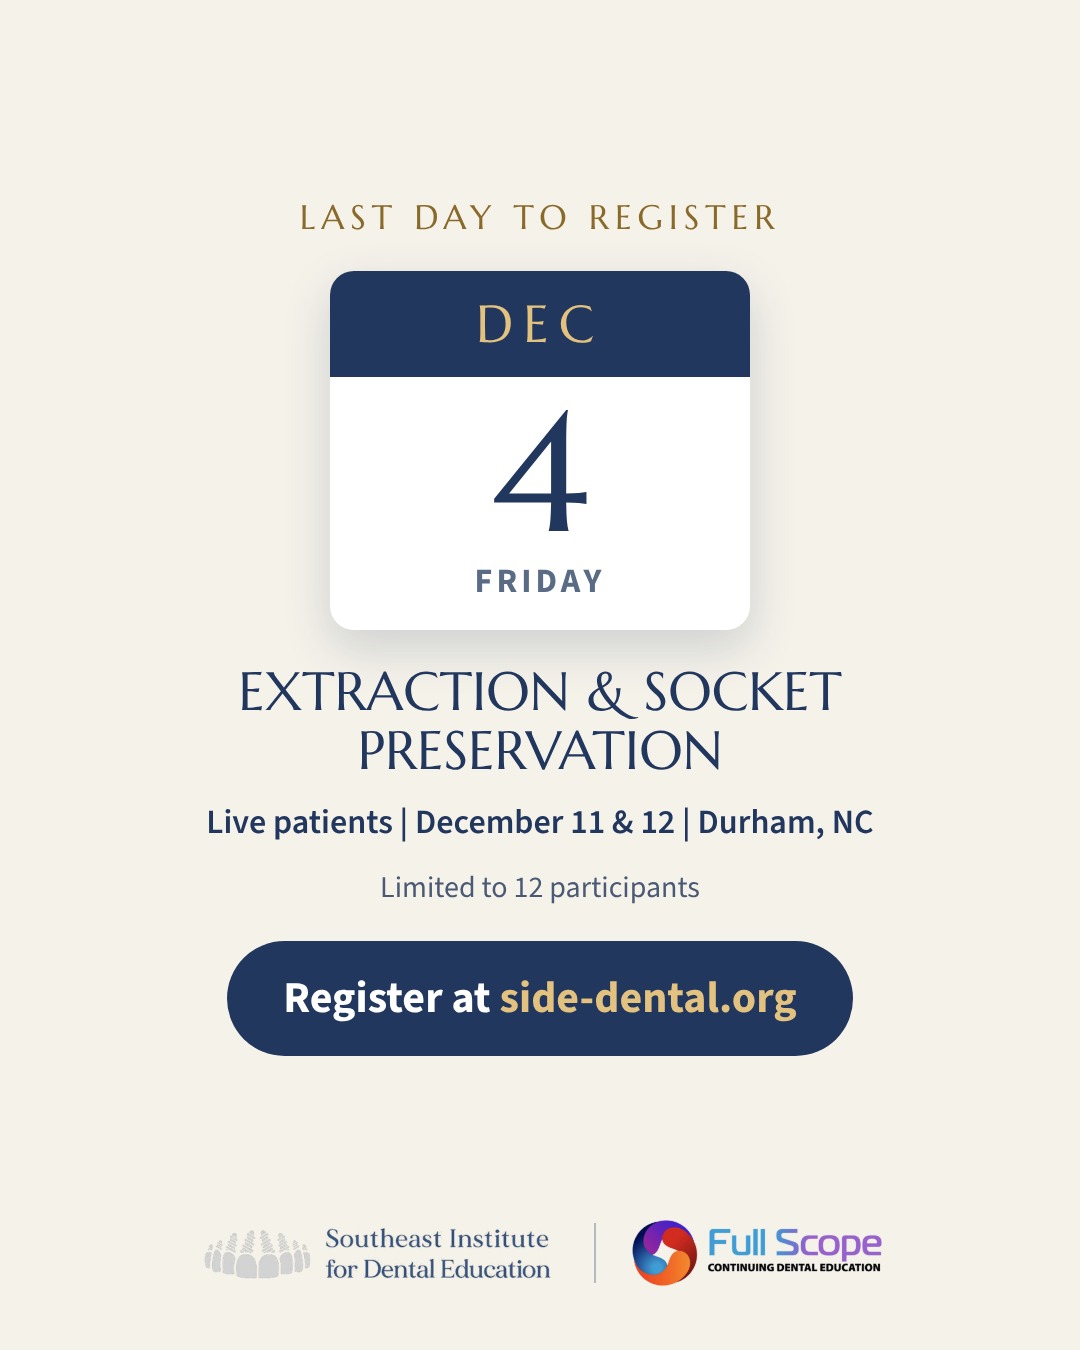 LAST DAY TO REGISTER
DEC
4
FRIDAY
EXTRACTION & SOCKET
PRESERVATION
Live patients | December 11 & 12 | Durham, NC
Limited to 12 participants
Register at side-dental.org
Southeast Institute
for Dental Education
Full Scope
CONTINUING DENTAL EDUCATION